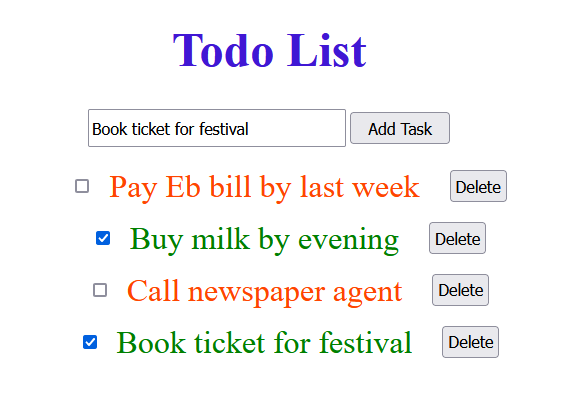 Todo List
Book ticket for festival Add Task
Pay Eb bill by last week Delete
Buy milk by evening Delete
Call newspaper agent Delete
Book ticket for festival Delete